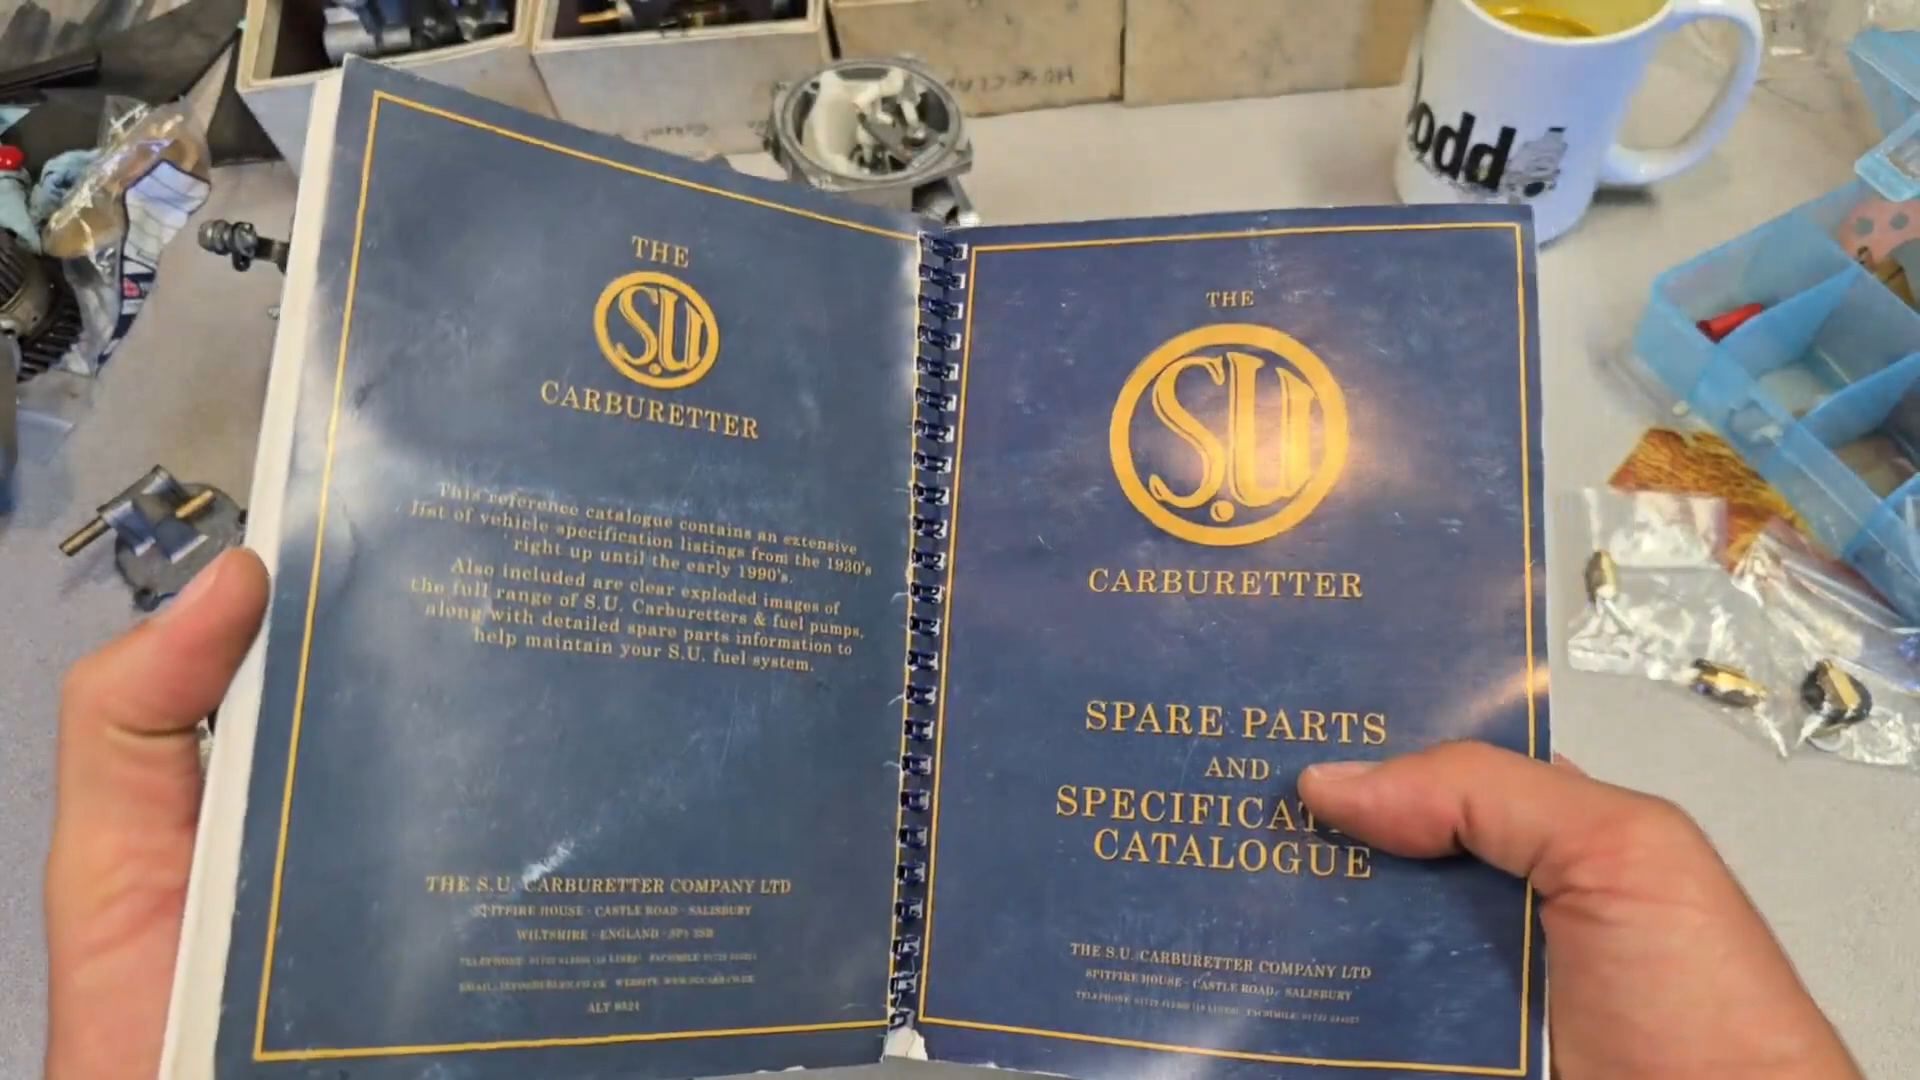 THE
S.U
CARBURETTER
This reference catalogue contains an extensive
list of vehicle specification listings from the 1930's
right up until the early 1990's.
Also included are clear exploded images of
the full range of S.U. Carburetters & fuel pumps,
along with detailed spare parts information to
help maintain your S.U. fuel system.
THE S.U. CARBURETTER COMPANY LTD
SPITFIRE HOUSE · CASTLE ROAD · SALISBURY
WILTSHIRE · ENGLAND ·
THE
S.U
CARBURETTER
SPARE PARTS
AND
SPECIFICAT
CATALOGUE
THE S.U. CARBURETTER COMPANY LTD
SPITFIRE HOUSE · CASTLE ROAD, SALISBURY
odd